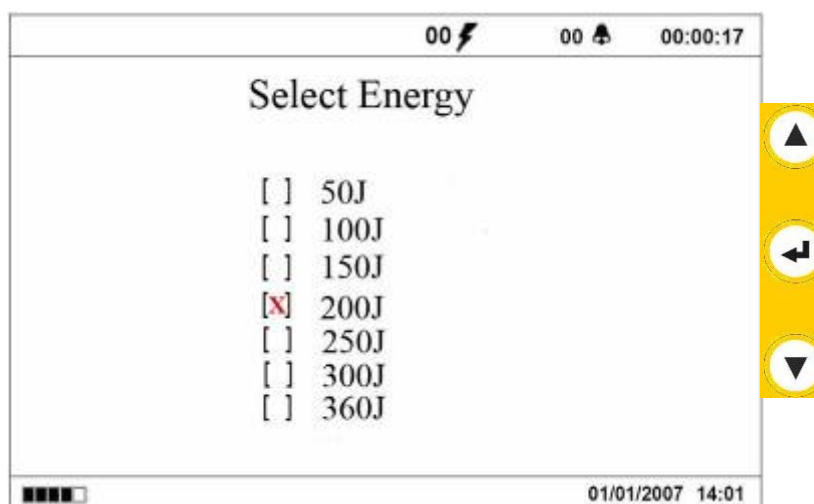 00 00 00:00:17
Select Energy
[ ] 50J
[ ] 100J
[ ] 150J
[X] 200J
[ ] 250J
[ ] 300J
[ ] 360J
01/01/2007 14:01